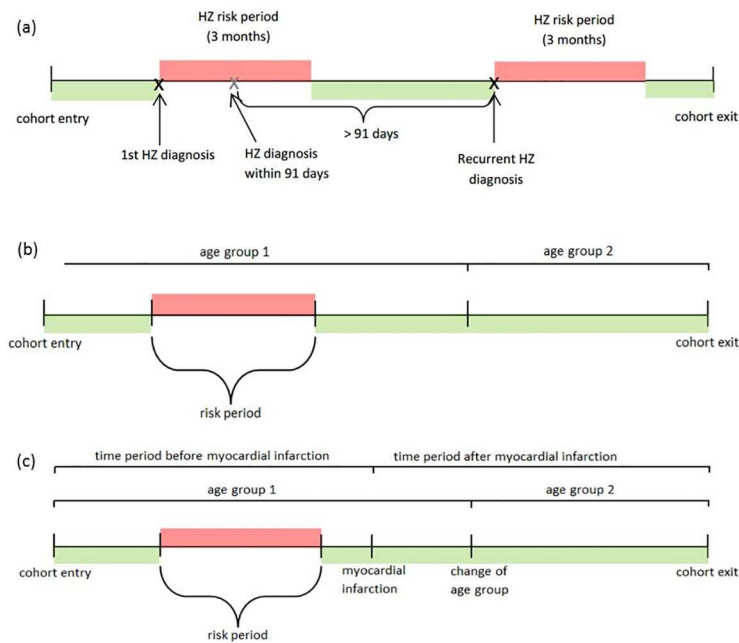 (a)
HZ risk period
(3 months)
HZ risk period
(3 months)
X
X
X
cohort entry
cohort exit
> 91 days
1st HZ diagnosis
HZ diagnosis
within 91 days
Recurrent HZ
diagnosis
(b)
age group 1
age group 2
cohort entry
cohort exit
risk period
(c)
time period before myocardial infarction
time period after myocardial infarction
age group 1
age group 2
cohort entry
myocardial
infarction
change of
age group
cohort exit
risk period